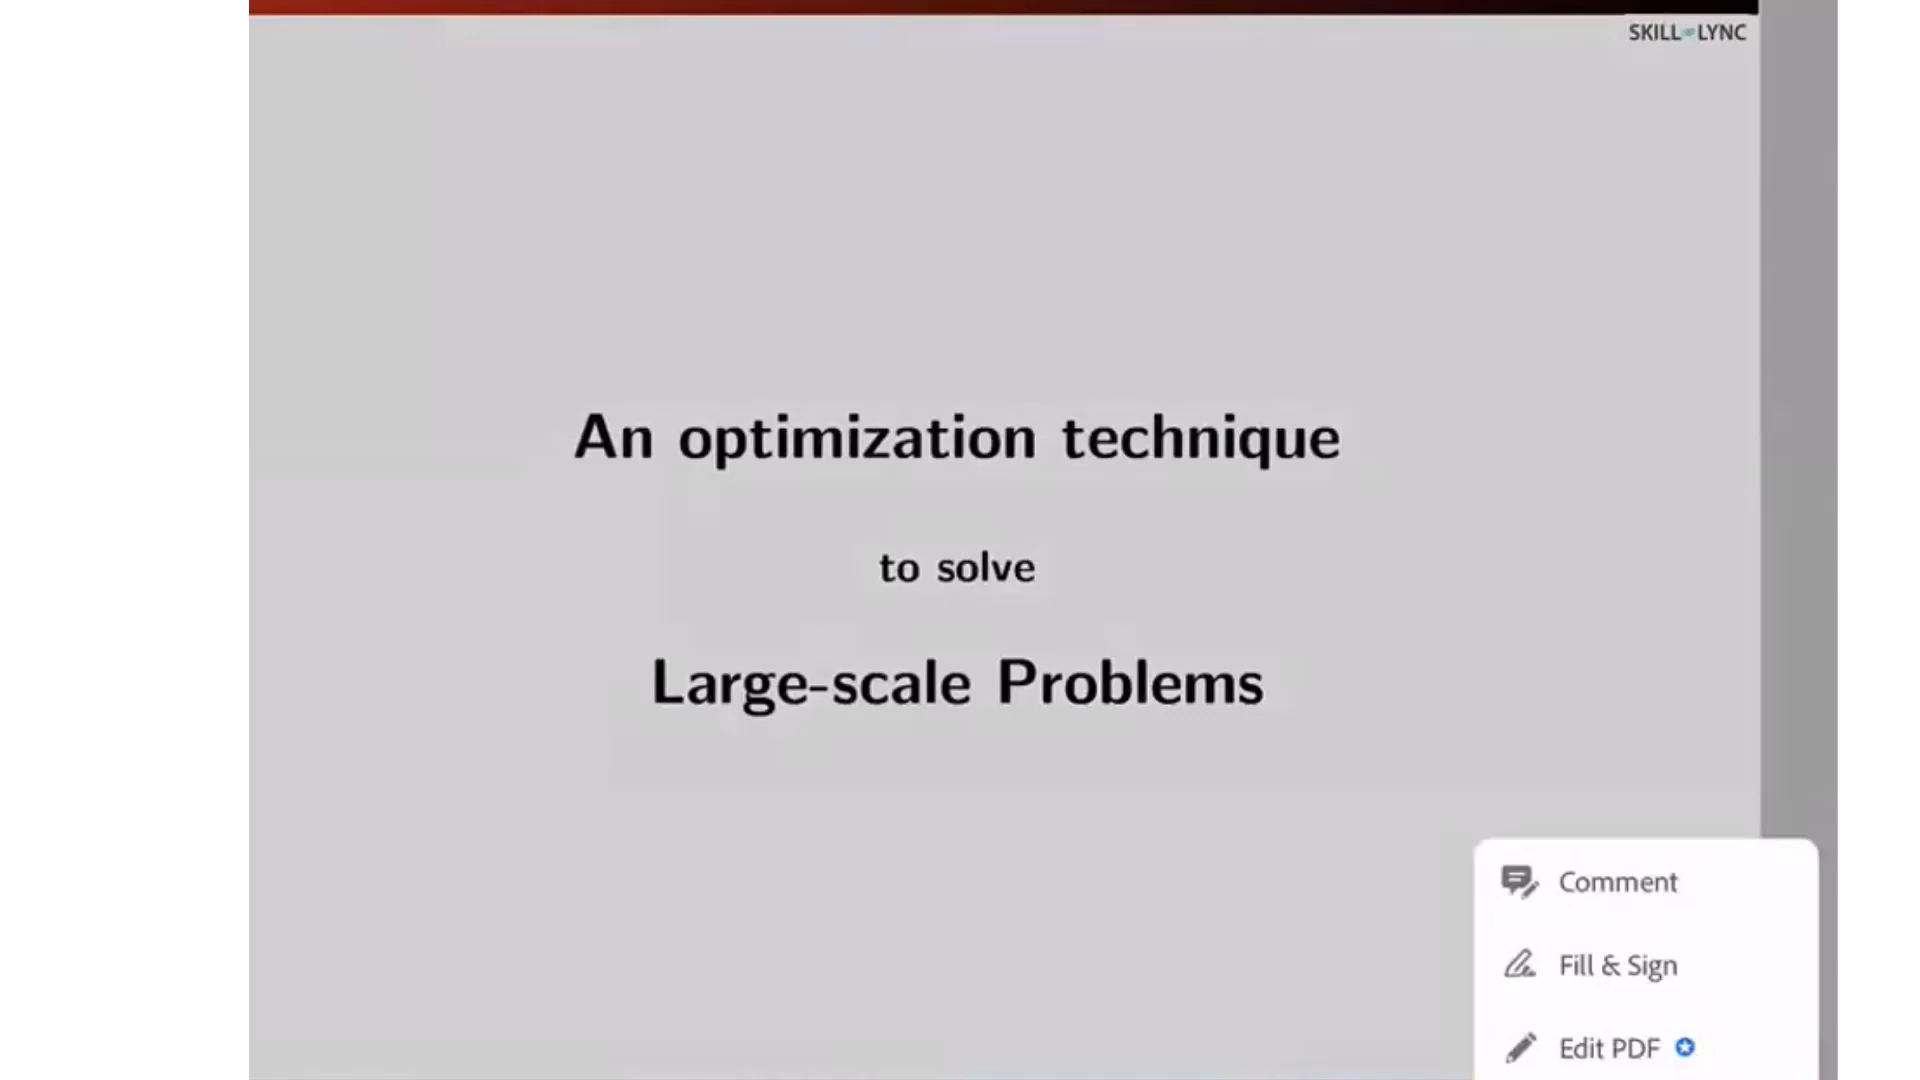 SKILL LYNC
An optimization technique
to solve
Large-scale Problems
Comment
Fill & Sign
Edit PDF